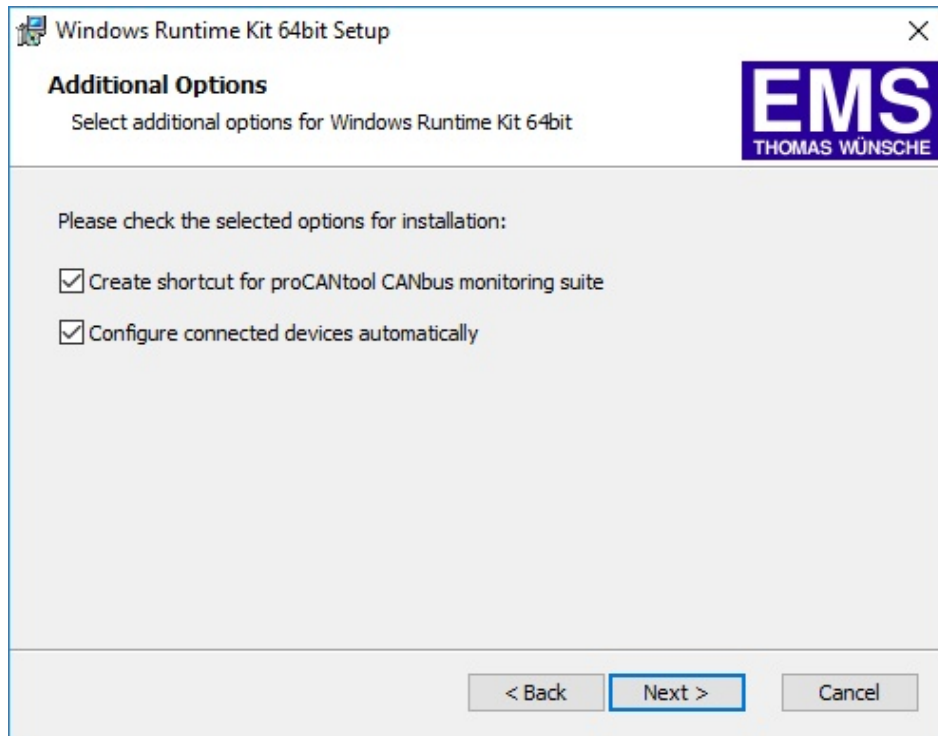 Windows Runtime Kit 64bit Setup
Additional Options
Select additional options for Windows Runtime Kit 64bit
EMS
THOMAS WÜNSCHE
Please check the selected options for installation:
Create shortcut for proCANtool CANbus monitoring suite
Configure connected devices automatically
< Back
Next >
Cancel